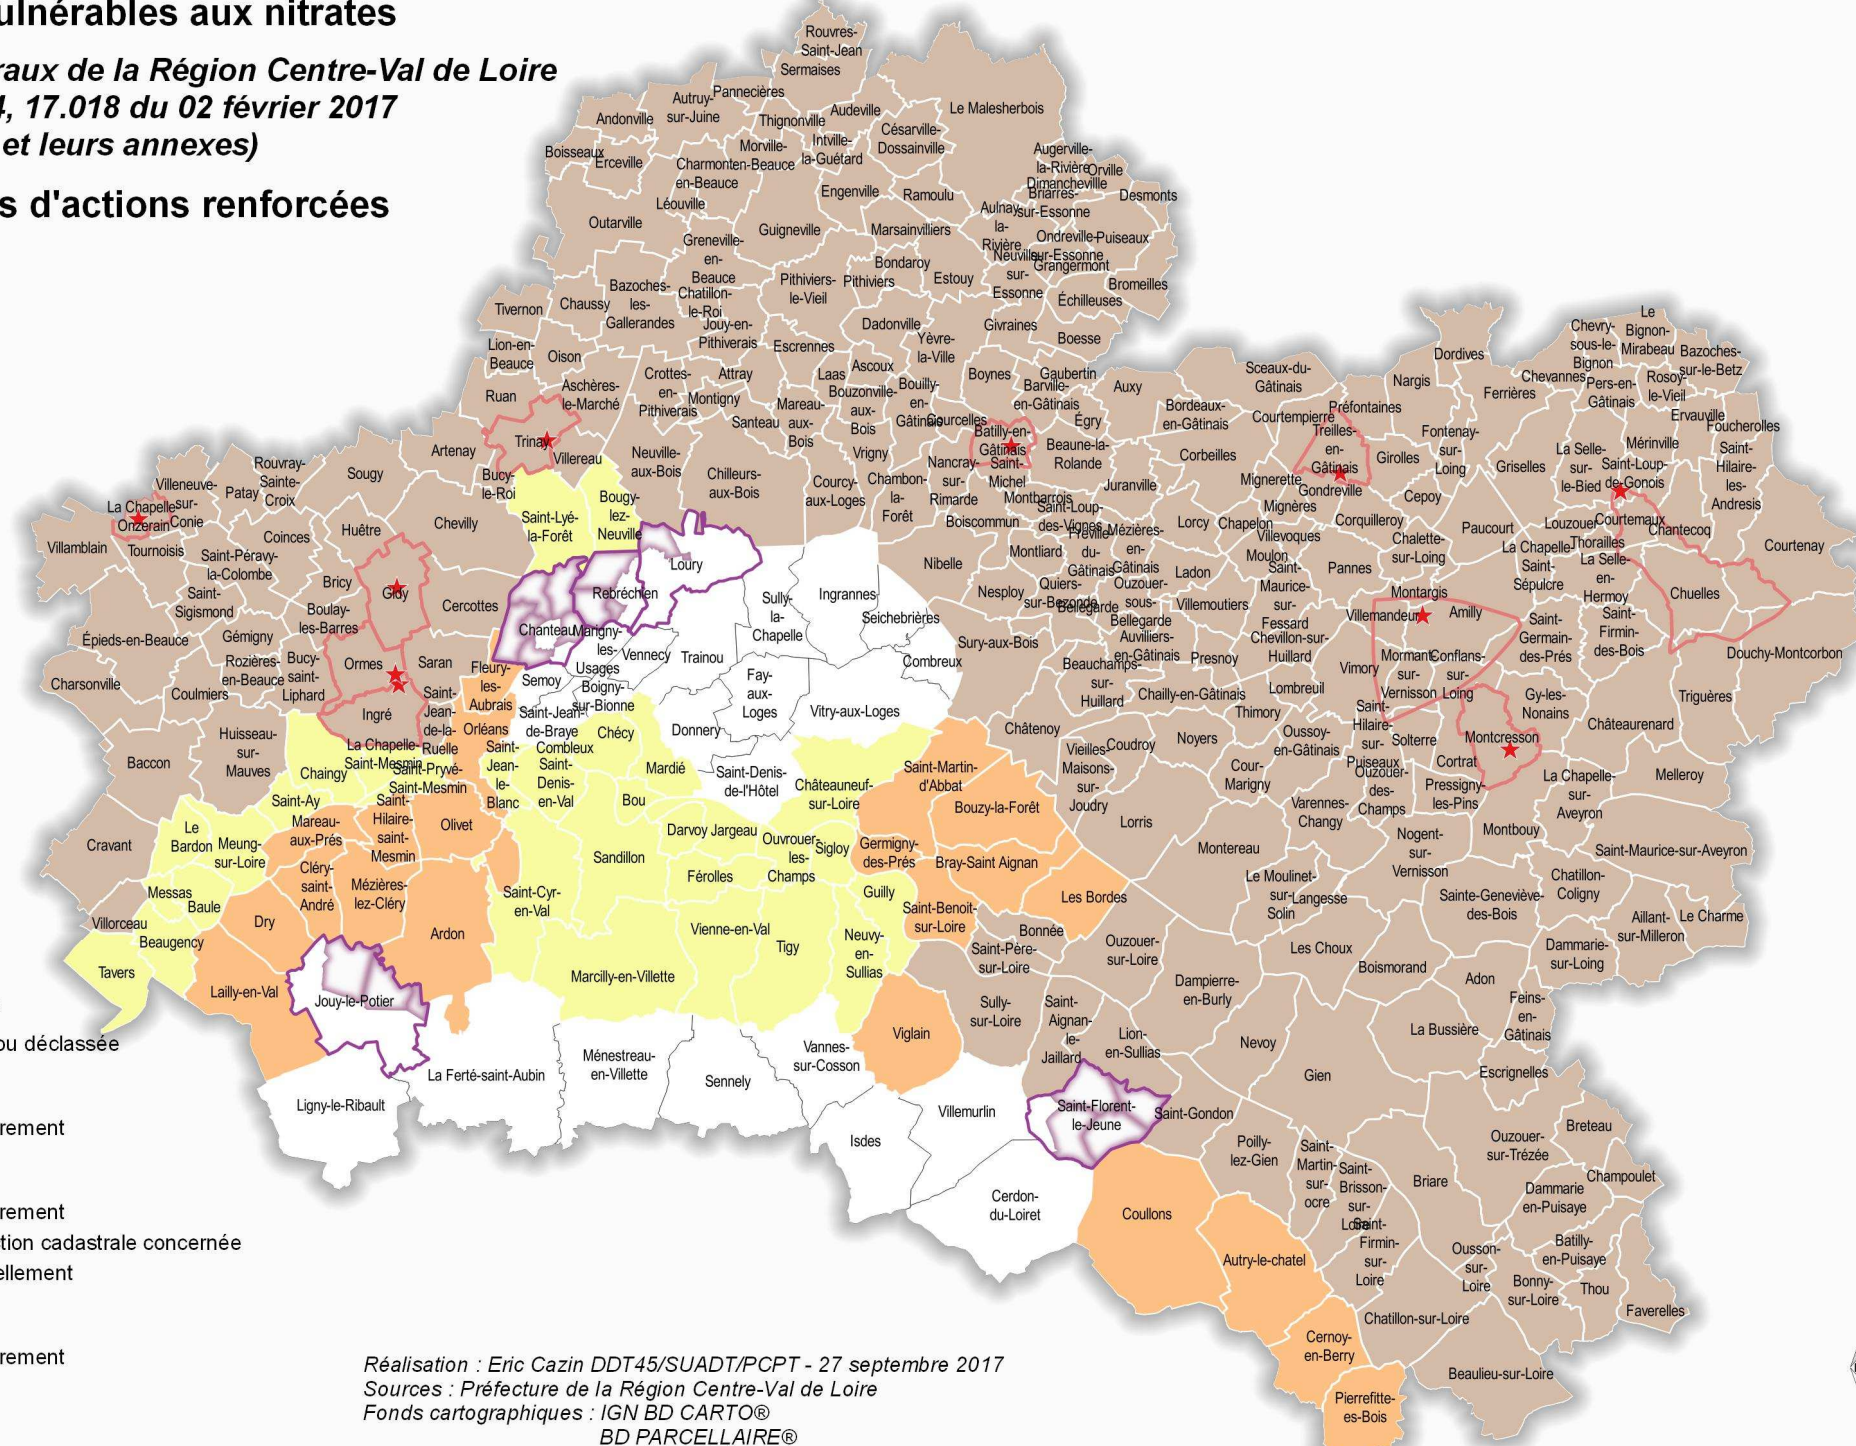 ulnérables aux nitrates
raux de la Région Centre-Val de Loire
4, 17.018 du 02 février 2017
et leurs annexes)
s d'actions renforcées
Rouvres-
Saint-Jean
Sermaises
Pannecières
Autruy-
sur-Juine
Andonville
Thignonville
Audeville
Le Malesherbois
Césarville-
Dossainville
Intville-
la-Guétard
Morville-
en-Beauce
Boisseaux
Erceville
Charmont-
en-Beauce
Augerville-
la-Rivière
Orville
Dimancheville
Briarres-
sur-Essonne
Desmonts
Engenville
Ramoulu
Léouville
Outarville
Guigneville
Marsainvilliers
Aulnay-
la-
Rivière
Ondreville-
sur-Essonne
Puiseaux
Greneville-
en-
Beauce
Neuville-
sur-
Essonne
Grangermont
Bondaroy
Pithiviers-
le-Vieil
Pithiviers
Estouy
Bromeilles
Échilleuses
Bazoches-
les-
Gallerandes
Chatillon-
le-Roi
Tivernon
Chaussy
Jouy-en-
Pithiverais
Dadonville
Givraines
Yèvre-
la-Ville
Boesse
Lion-en-
Beauce
Oison
Escrennes
Attray
Laas
Ascoux
Boynes
Gaubertin
Auxy
Crottes-
en-
Pithiverais
Aschères-
le-Marché
Ruan
Montigny
Bouzonville-
aux-
Bois
Bouilly-
en-
Gâtinais
Barville-
en-Gâtinais
Mareau-
aux-
Bois
Santeau
Courcelles
Égry
Batilly-en-
Gâtinais
Trinay
Villereau
Artenay
Neuville-
aux-Bois
Chilleurs-
aux-Bois
Vrigny
Courcy-
aux-Loges
Chambon-
la-
Forêt
Nancray-
sur-
Rimarde
Saint-
Michel
Beaune-la-
Rolande
Juranville
Montbarrois
Boiscommun
Saint-Loup-
des-Vignes
Sceaux-du-
Gâtinais
Bordeaux-
en-Gâtinais
Courtempierre
Préfontaines
Treilles-
en-
Gâtinais
Corbeilles
Nargis
Dordives
Ferrières
Chevry-
sous-le-
Bignon
Le
Bignon-
Mirabeau
Bazoches-
sur-le-Betz
Chevannes
Pers-en-
Gâtinais
Rosoy-
le-Vieil
Ervauville
Foucherolles
Fontenay-
sur-
Loing
Girolles
Griselles
La Selle-
sur-
le-Bied
Mérinville
Saint-Loup-
de-Gonois
Saint-
Hilaire-
les-
Andresis
Mignerette
Gondreville
Mignères
Cepoy
Corquilleroy
Paucourt
Louzouer
Courtemaux
Chantecoq
Thorailles
Courtenay
Bucy-
le-Roi
Saint-Lyé-
la-Forêt
Bougy-
lez-
Neuville
Rouvray-
Sainte-
Croix
Sougy
Villeneuve-
sur-
Conie
Patay
La Chapelle-
Onzerain
Villamblain
Tournoisis
Coinces
Huêtre
Chevilly
Saint-Péravy-
la-Colombe
Saint-
Sigismond
Bricy
Gidy
Boulay-
les-Barres
Cercottes
Loury
Rebréchien
Nibelle
Montliard
Fréville-
du-
Gâtinais
Mézières-
en-
Gâtinais
Lorcy
Chapelon
Villevoques
Chalette-
sur-Loing
Moulon
Ladon
Pannes
La Chapelle-
Saint-
Sépulcre
La Selle-
en-
Hermoy
Chuelles
Nesploy
Quiers-
sur-Bezonde
Bellegarde
Ouzouer-
sous-
Bellegarde
Villemoutiers
Saint-
Maurice-
sur-
Fessard
Montargis
Villemandeur
Amilly
Saint-
Germain-
des-Prés
Saint-
Firmin-
des-Bois
Ingrannes
Sully-
la-
Chapelle
Seichebrières
Épieds-en-Beauce
Gémigny
Rozières-
en-Beauce
Bucy-
saint-
Liphard
Ormes
Saran
Fleury-
les-
Aubrais
Chanteau
Marigny-
les-
Usages
Vennecy
Trainou
Combreux
Sury-aux-Bois
Auvilliers-
en-Gâtinais
Presnoy
Chevillon-sur-
Huillard
Vimory
Mormant-
sur-
Vernisson
Conflans-
sur-
Loing
Douchy-Montcorbon
Charsonville
Coulmiers
Semoy
Boigny-
sur-Bionne
Fay-
aux-
Loges
Beauchamps-
sur-
Huillard
Chailly-en-Gâtinais
Lombreuil
Gy-les-
Nonains
Triguères
Ingré
Saint-
Jean-
de-la-
Ruelle
Orléans
Saint-Jean-
de-Braye
Chécy
Donnery
Vitry-aux-Loges
Châtenoy
Thimory
Saint-
Hilaire-
sur-
Puiseaux
Solterre
Montcresson
Châteaurenard
Huisseau-
sur-
Mauves
Baccon
La Chapelle-
Saint-Mesmin
Chaingy
Saint-Pryvé-
Saint-Mesmin
Saint-
Jean-
le-
Blanc
Combleux
Saint-
Denis-
en-Val
Mardié
Saint-Denis-
de-l'Hôtel
Châteauneuf-
sur-Loire
Saint-Martin-
d'Abbat
Vieilles-
Maisons-
sur-
Joudry
Coudroy
Noyers
Oussoy-
en-Gâtinais
Cour-
Marigny
Ouzouer-
des-
Champs
Cortrat
Pressigny-
les-Pins
La Chapelle-
sur-
Aveyron
Melleroy
Saint-Ay
Mareau-
aux-Prés
Saint-
Hilaire-
saint-
Mesmin
Olivet
Bou
Bouzy-la-Forêt
Lorris
Varennes-
Changy
Montbouy
Cravant
Le
Bardon
Meung-
sur-Loire
Darvoy
Jargeau
Ouvrouer-
les-
Champs
Sigloy
Germigny-
des-Prés
Bray-Saint Aignan
Montereau
Nogent-
sur-
Vernisson
Saint-Maurice-sur-Aveyron
Sandillon
Férolles
Cléry-
saint-
André
Mézières-
lez-Cléry
Messas
Baule
Saint-Cyr-
en-Val
Guilly
Les Bordes
Le Moulinet-
sur-
Solin
Langesse
Sainte-Geneviève-
des-Bois
Chatillon-
Coligny
Aillant-
sur-Milleron
Le Charme
Villorceau
Beaugency
Dry
Ardon
Vienne-en-Val
Tigy
Neuvy-
en-
Sullias
Saint-Benoit-
sur-Loire
Bonnée
Saint-Père-
sur-Loire
Ouzouer-
sur-Loire
Les Choux
Boismorand
Dammarie-
sur-Loing
Adon
Tavers
Lailly-en-Val
Jouy-le-Potier
Marcilly-en-Villette
Dampierre-
en-Burly
Feins-
en-
Gâtinais
La Bussière
Sully-
sur-Loire
Saint-
Aignan-
le-
Jaillard
Lion-
en-Sullias
Viglain
Nevoy
ou déclassée
La Ferté-saint-Aubin
Ménestreau-
en-Villette
Sennely
Vannes-
sur-Cosson
Gien
Escrignelles
Ligny-le-Ribault
Villemurlin
Saint-Florent-
le-Jeune
Saint-Gondon
Isdes
Poilly-
lez-Gien
Ouzouer-
sur-Trézée
Breteau
rement
Saint-
Martin-
sur-
ocre
Saint-
Brisson-
sur-
Loire
Briare
Dammarie
en-Puisaye
Champoulet
Cerdon-
du-Loiret
Coullons
rement
tion cadastrale concernée
ellement
Saint-
Firmin-
sur-
Loire
Autry-le-chatel
Ousson-
sur-
Loire
Batilly-
en-Puisaye
Bonny-
sur-Loire
Thou
Faverelles
Chatillon-sur-Loire
Cernoy-
en-Berry
Beaulieu-sur-Loire
Pierrefitte-
es-Bois
rement
Réalisation : Eric Cazin DDT45/SUADT/PCPT - 27 septembre 2017
Sources : Préfecture de la Région Centre-Val de Loire
Fonds cartographiques : IGN BD CARTO®
BD PARCELLAIRE®